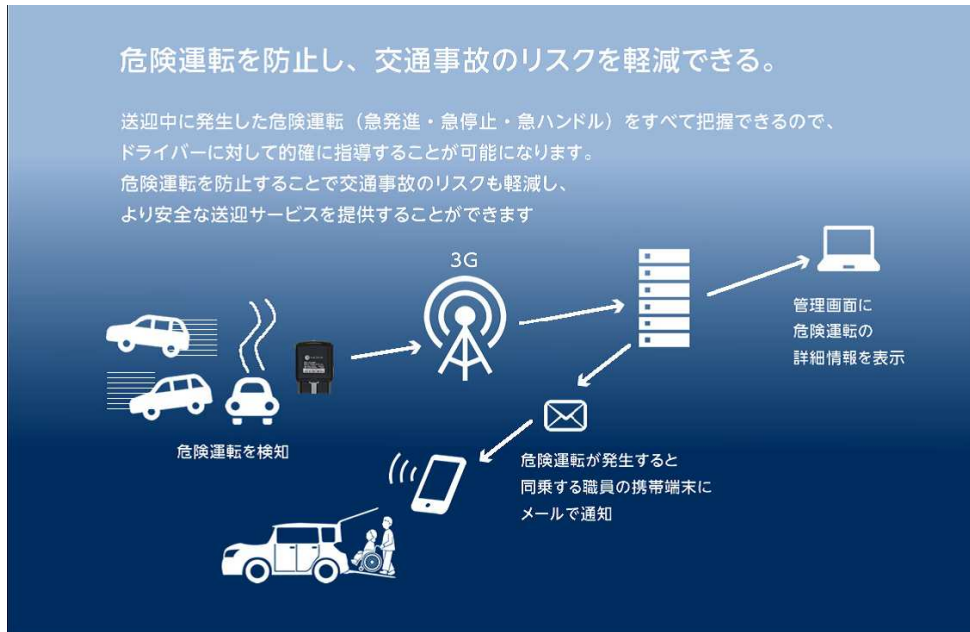 危険運転を防止し、交通事故のリスクを軽減できる。
送迎中に発生した危険運転（急発進・急停止・急ハンドル）をすべて把握できるので、
ドライバーに対して的確に指導することが可能になります。
危険運転を防止することで交通事故のリスクも軽減し、
より安全な送迎サービスを提供することができます
3G
管理画面に
危険運転の
詳細情報を表示
危険運転を検知
危険運転が発生すると
同乗する職員の携帯端末に
メールで通知